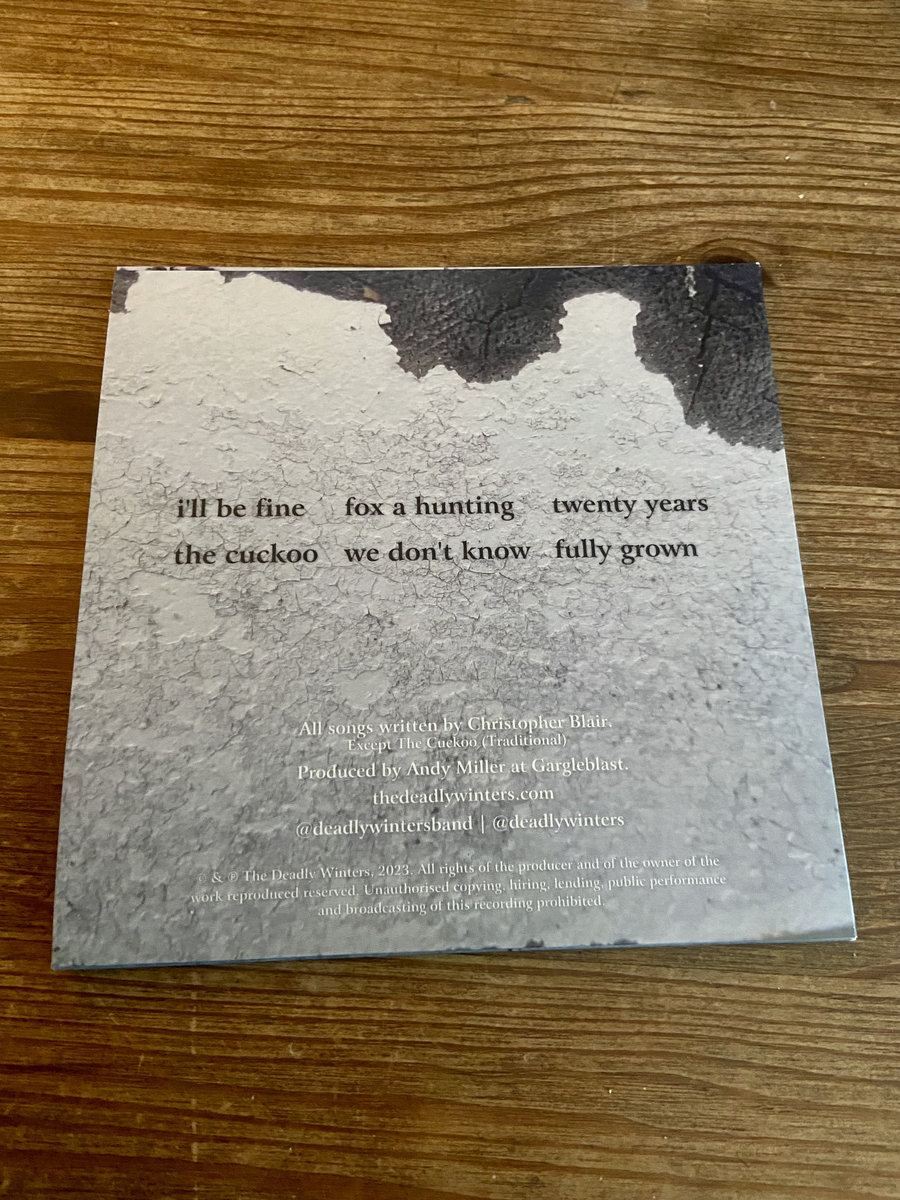 i'll be fine fox a hunting twenty years
the cuckoo we don't know fully grown
All songs written by Christopher Blair.
Except The Cuckoo (Traditional)
Produced by Andy Miller at Gargleblast.
thedeadlywinters.com
@deadlywintersband | @deadlywinters
© & ℗ The Deadly Winters, 2023. All rights of the producer and of the owner of the
work reproduced reserved. Unauthorised copying, hiring, lending, public performance
and broadcasting of this recording prohibited.